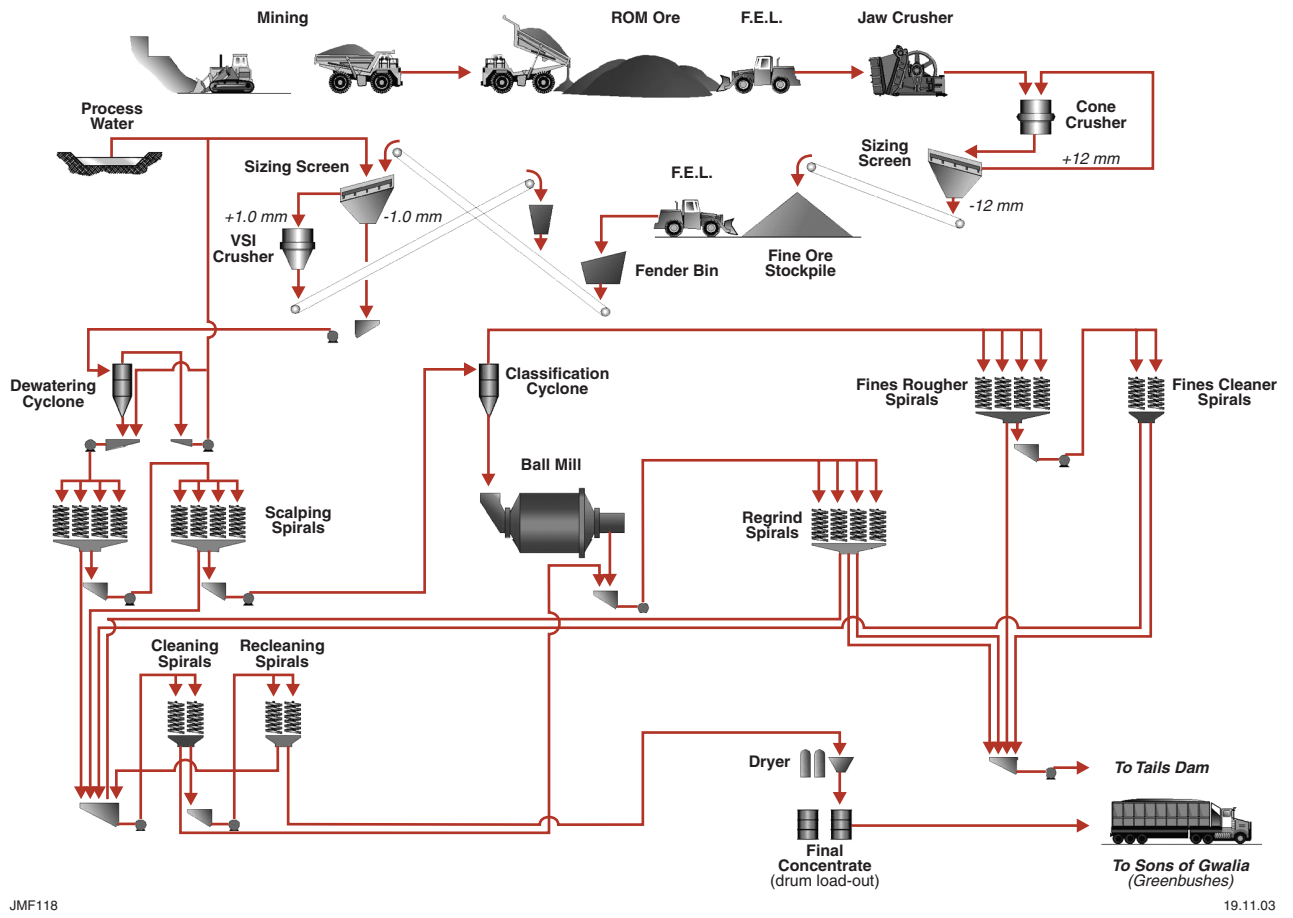 Mining
ROM Ore
F.E.L.
Jaw Crusher
Process
Water
Cone
Crusher
Sizing
Screen
+12 mm
-12 mm
Sizing Screen
F.E.L.
+1.0 mm
-1.0 mm
VSI
Crusher
Fender Bin
Fine Ore
Stockpile
Dewatering
Cyclone
Classification
Cyclone
Fines Rougher
Spirals
Fines Cleaner
Spirals
Ball Mill
Scalping
Spirals
Regrind
Spirals
Cleaning
Spirals
Recleaning
Spirals
Dryer
To Tails Dam
Final
Concentrate
(drum load-out)
To Sons of Gwalia
(Greenbushes)
JMF118
19.11.03